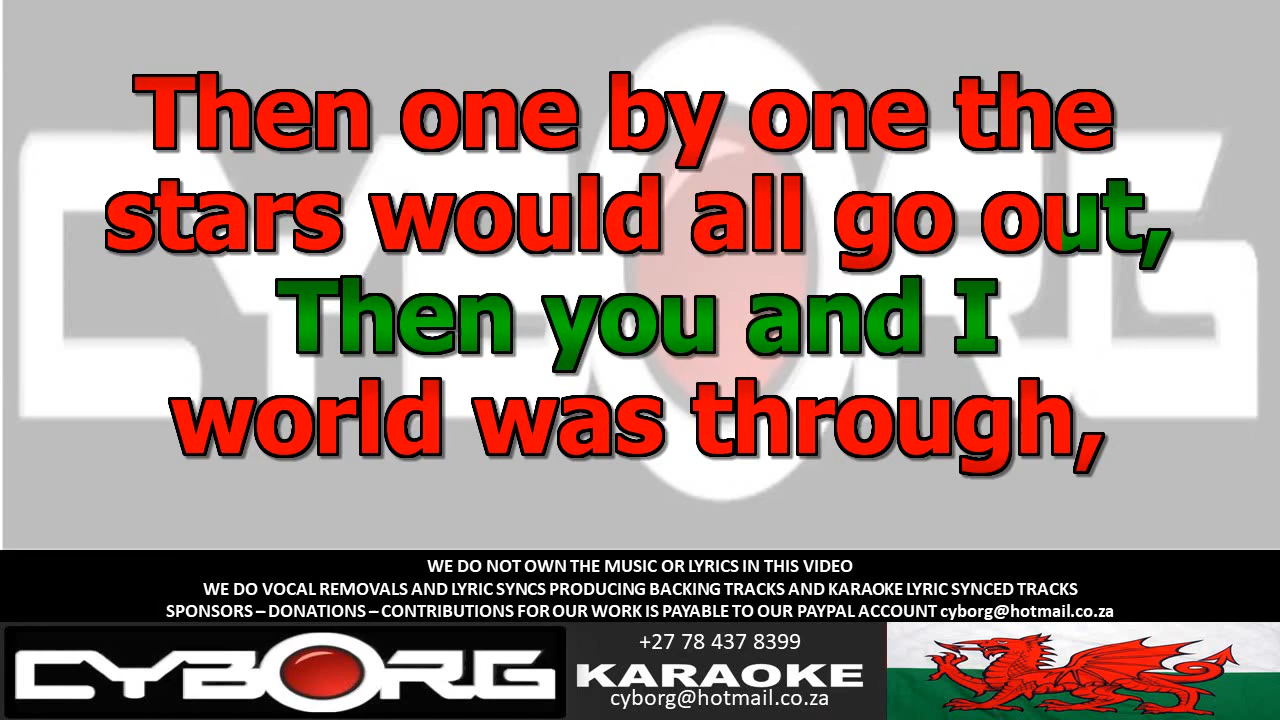 Then one by one the
stars would all go out,
Then you and I
world was through,
WE DO NOT OWN THE MUSIC OR LYRICS IN THIS VIDEO
WE DO VOCAL REMOVALS AND LYRIC SYNCS PRODUCING BACKING TRACKS AND KARAOKE LYRIC SYNCED TRACKS
SPONSORS – DONATIONS – CONTRIBUTIONS FOR OUR WORK IS PAYABLE TO OUR PAYPAL ACCOUNT cyborg@hotmail.co.za
CYBORG
+27 78 437 8399
KARAOKE
cyborg@hotmail.co.za